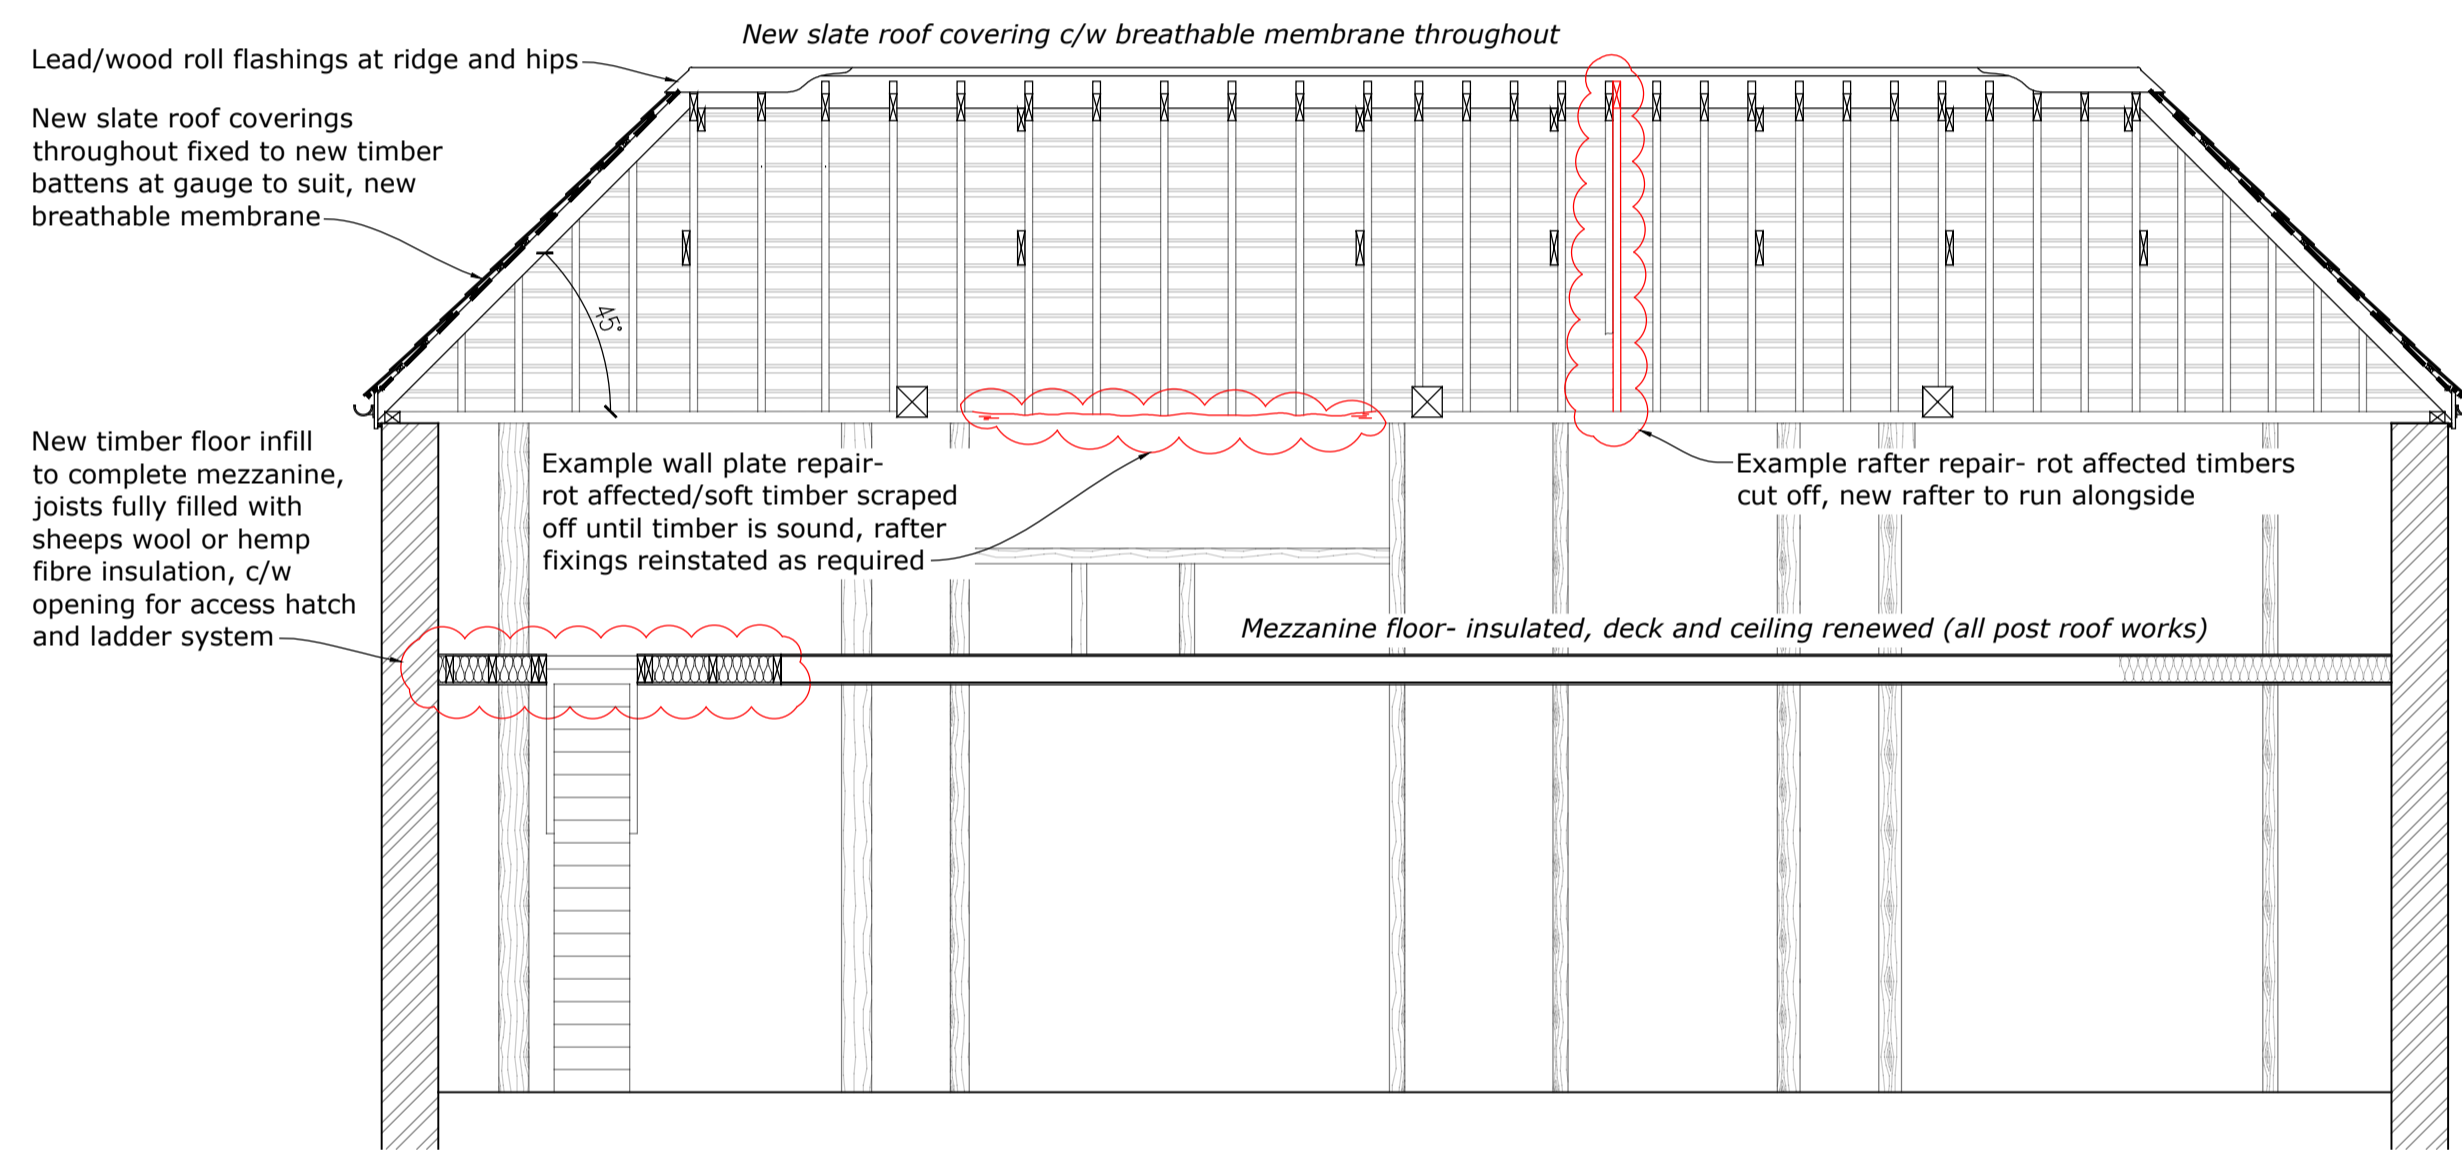 New slate roof covering c/w breathable membrane throughout
Lead/wood roll flashings at ridge and hips
New slate roof coverings
throughout fixed to new timber
battens at gauge to suit, new
breathable membrane
45°
New timber floor infill
to complete mezzanine,
joists fully filled with
sheeps wool or hemp
fibre insulation, c/w
opening for access hatch
and ladder system
Example wall plate repair-
rot affected/soft timber scraped
off until timber is sound, rafter
fixings reinstated as required
Example rafter repair- rot affected timbers
cut off, new rafter to run alongside
Mezzanine floor- insulated, deck and ceiling renewed (all post roof works)